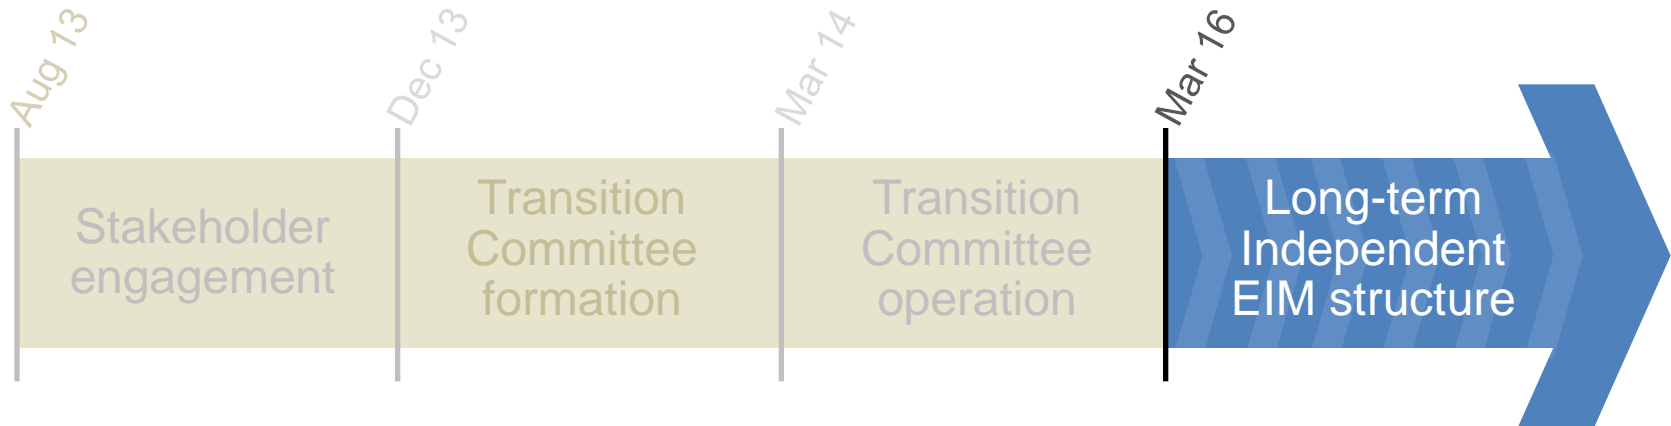 Aug 13
Dec 13
Mar 14
Mar 16
Stakeholder
engagement
Transition
Committee
formation
Transition
Committee
operation
Long-term
Independent
EIM structure